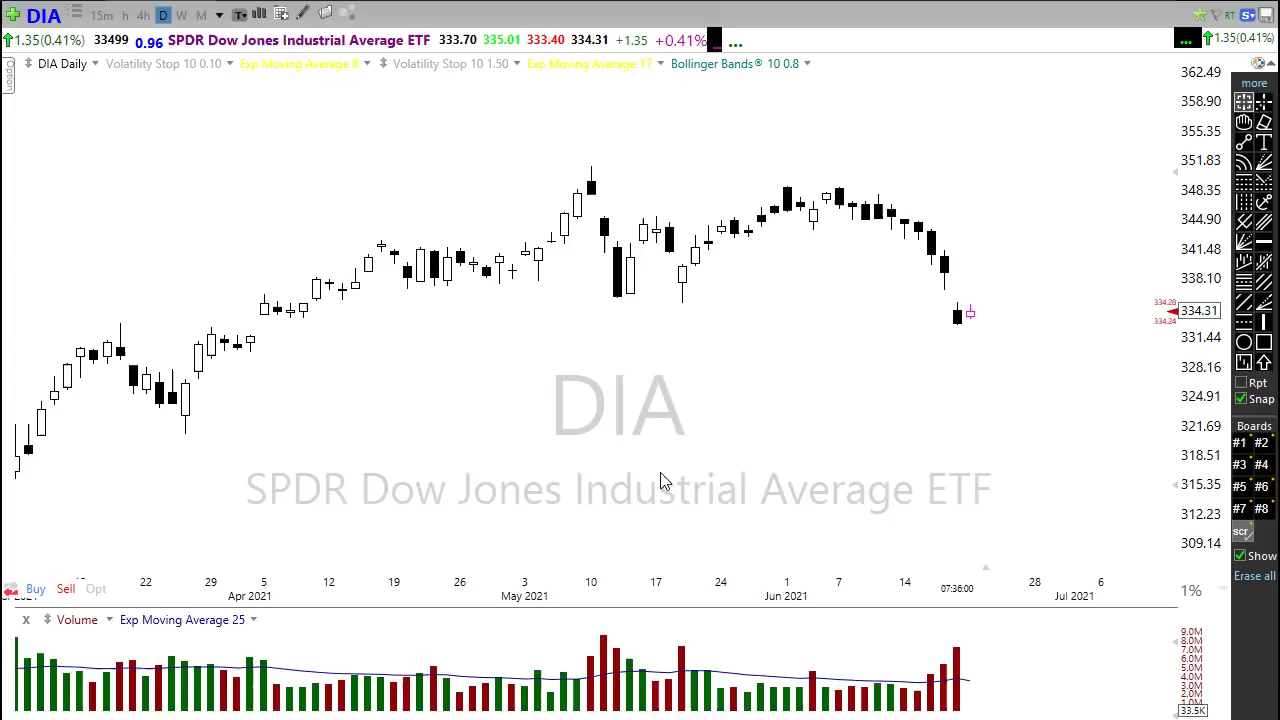 DIA 15m h 4h D W M T RT S
1.35(0.41%) 33499 0.96 SPDR Dow Jones Industrial Average ETF 333.70 335.01 333.40 334.31 +1.35 +0.41% ... ... 1.35(0.41%)
Option DIA Daily Volatility Stop 10 0.10 Exp Moving Average 8 Volatility Stop 10 1.50 Exp Moving Average 17 Bollinger Bands® 10 0.8
362.49
358.90
355.35
351.83
348.35
344.90
341.48
338.10
334.28
334.31
334.24
331.44
328.16
324.91
321.69
318.51
315.35
312.23
309.14
DIA
SPDR Dow Jones Industrial Average ETF
more
T
Rpt
Snap
Boards
#1 #2
#3 #4
#5 #6
#7 #8
scr
Show
Erase all
Buy Sell Opt
22 29 5 12 19 26 3 10 17 24 1 7 14 07:36:00 28 6
2021 Apr 2021 May 2021 Jun 2021 Jul 2021
1%
x Volume Exp Moving Average 25
9.0M
8.0M
7.0M
6.0M
5.0M
4.0M
3.0M
2.0M
1.0M
33.5K